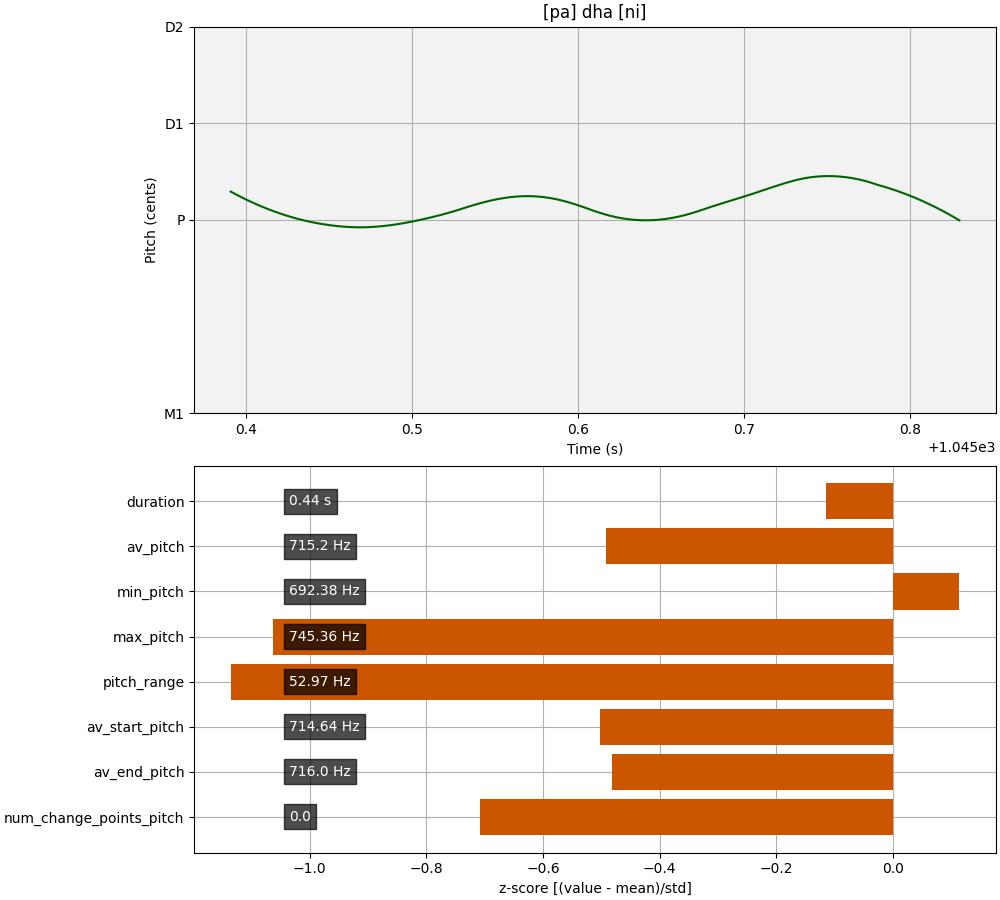 [pa] dha [ni]
D2
D1
P
M1
Pitch (cents)
0.4 0.5 0.6 0.7 0.8
Time (s)
+1.045e3
duration 0.44 s
av_pitch 715.2 Hz
min_pitch 692.38 Hz
max_pitch 745.36 Hz
pitch_range 52.97 Hz
av_start_pitch 714.64 Hz
av_end_pitch 716.0 Hz
num_change_points_pitch 0.0
−1.0 −0.8 −0.6 −0.4 −0.2 0.0
z-score [(value - mean)/std]